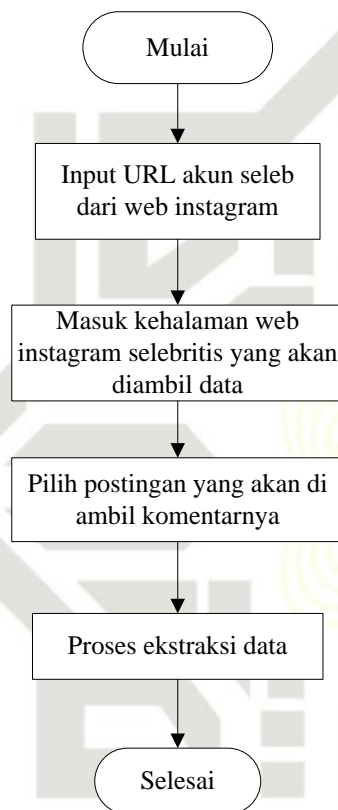 Mulai
Input URL akun seleb
dari web instagram
Masuk kehalaman web
instagram selebritis yang akan
diambil data
Pilih postingan yang akan di
ambil komentarnya
Proses ekstraksi data
Selesai